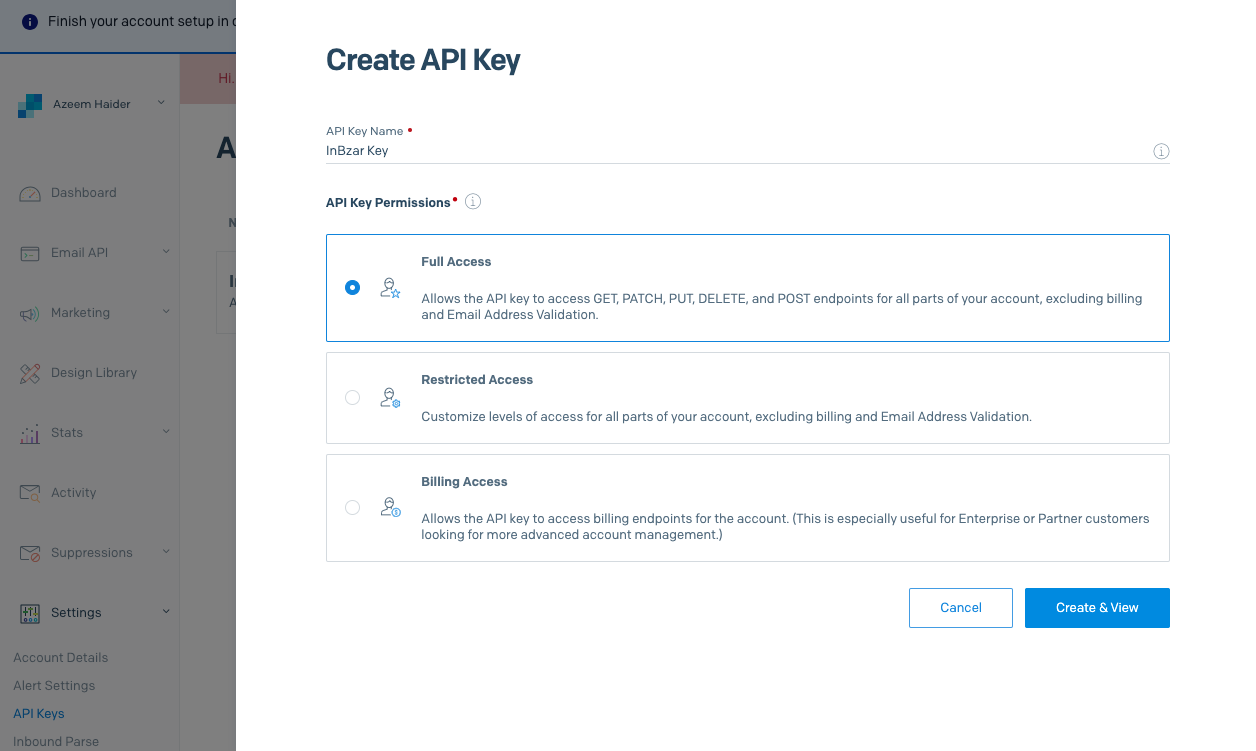 Finish your account setup in
Hi.
Azeem Haider
A
Dashboard
N
Email API
Marketing
Design Library
Stats
Activity
Suppressions
Settings
Account Details
Alert Settings
API Keys
Inbound Parse
Create API Key
API Key Name
InBzar Key
API Key Permissions
Full Access
Allows the API key to access GET, PATCH, PUT, DELETE, and POST endpoints for all parts of your account, excluding billing
and Email Address Validation.
Restricted Access
Customize levels of access for all parts of your account, excluding billing and Email Address Validation.
Billing Access
Allows the API key to access billing endpoints for the account. (This is especially useful for Enterprise or Partner customers
looking for more advanced account management.)
Cancel
Create & View